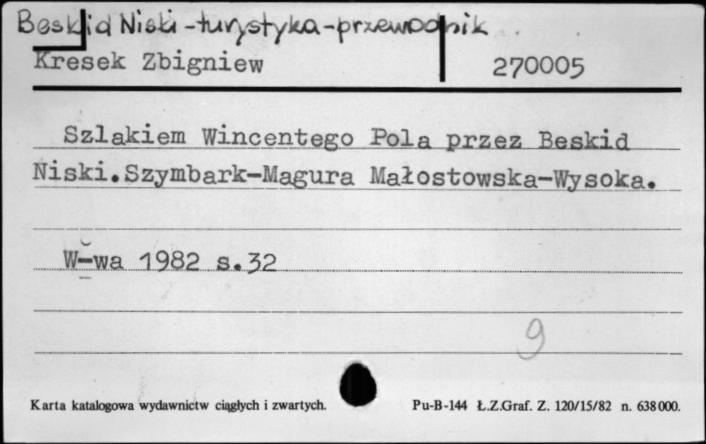 Beskid Niski - turystyka - przewodnik
Kresek Zbigniew 270005
Szlakiem Wincentego Pola przez Beskid
Niski.Szymbark-Magura Małostowska-Wysoka.
W-wa 1982 s.32
9
Karta katalogowa wydawnictw ciągłych i zwartych. Pu-B-144 Ł.Z.Graf. Z. 120/15/82 n. 638000.